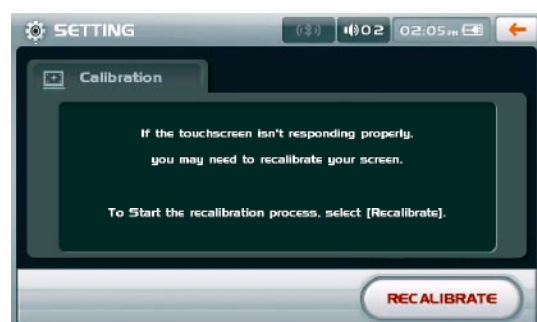 SETTING
02
02:05 PM
Calibration
If the touchscreen isn't responding properly.
you may need to recalibrate your screen.
To Start the recalibration process, select [Recalibrate].
RECALIBRATE